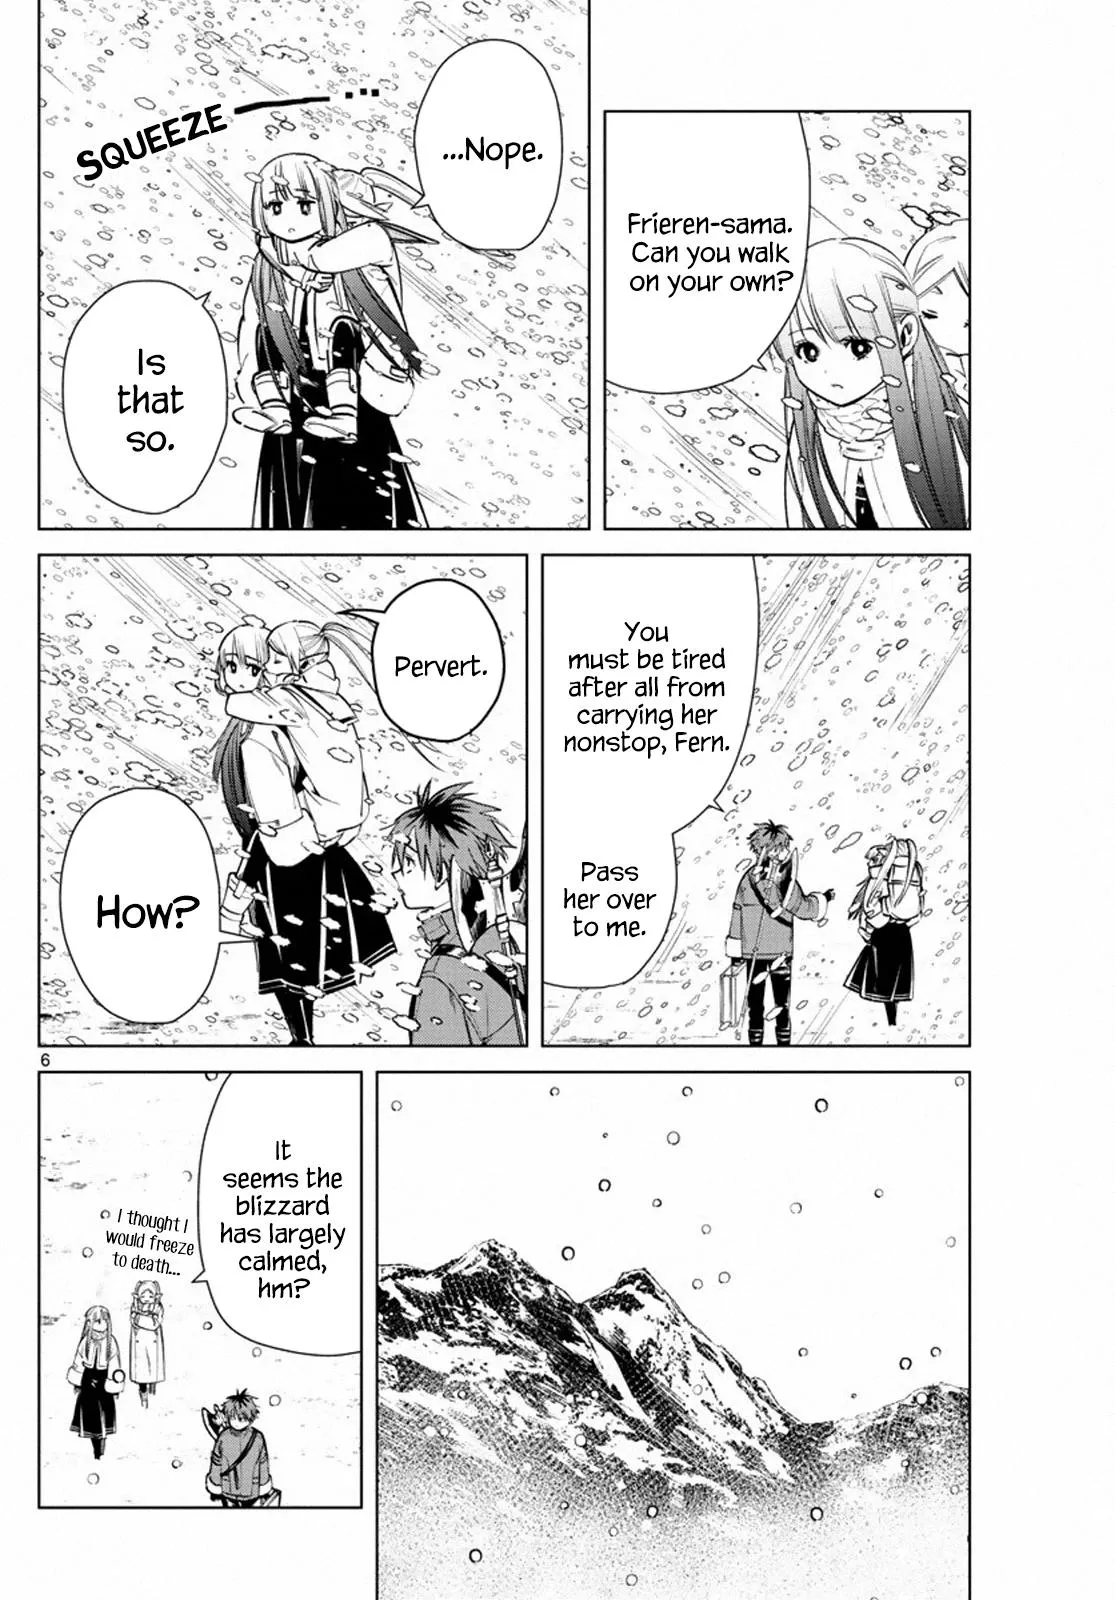 Frieren-sama.
Can you walk
on your own?
...Nope.
SQUEEZE
Is
that
so.
You
must be tired
after all from
carrying her
nonstop, Fern.
Pass
her over
to me.
Pervert.
How?
6
It
seems the
blizzard
has largely
calmed,
hm?
I thought I
would freeze
to death...